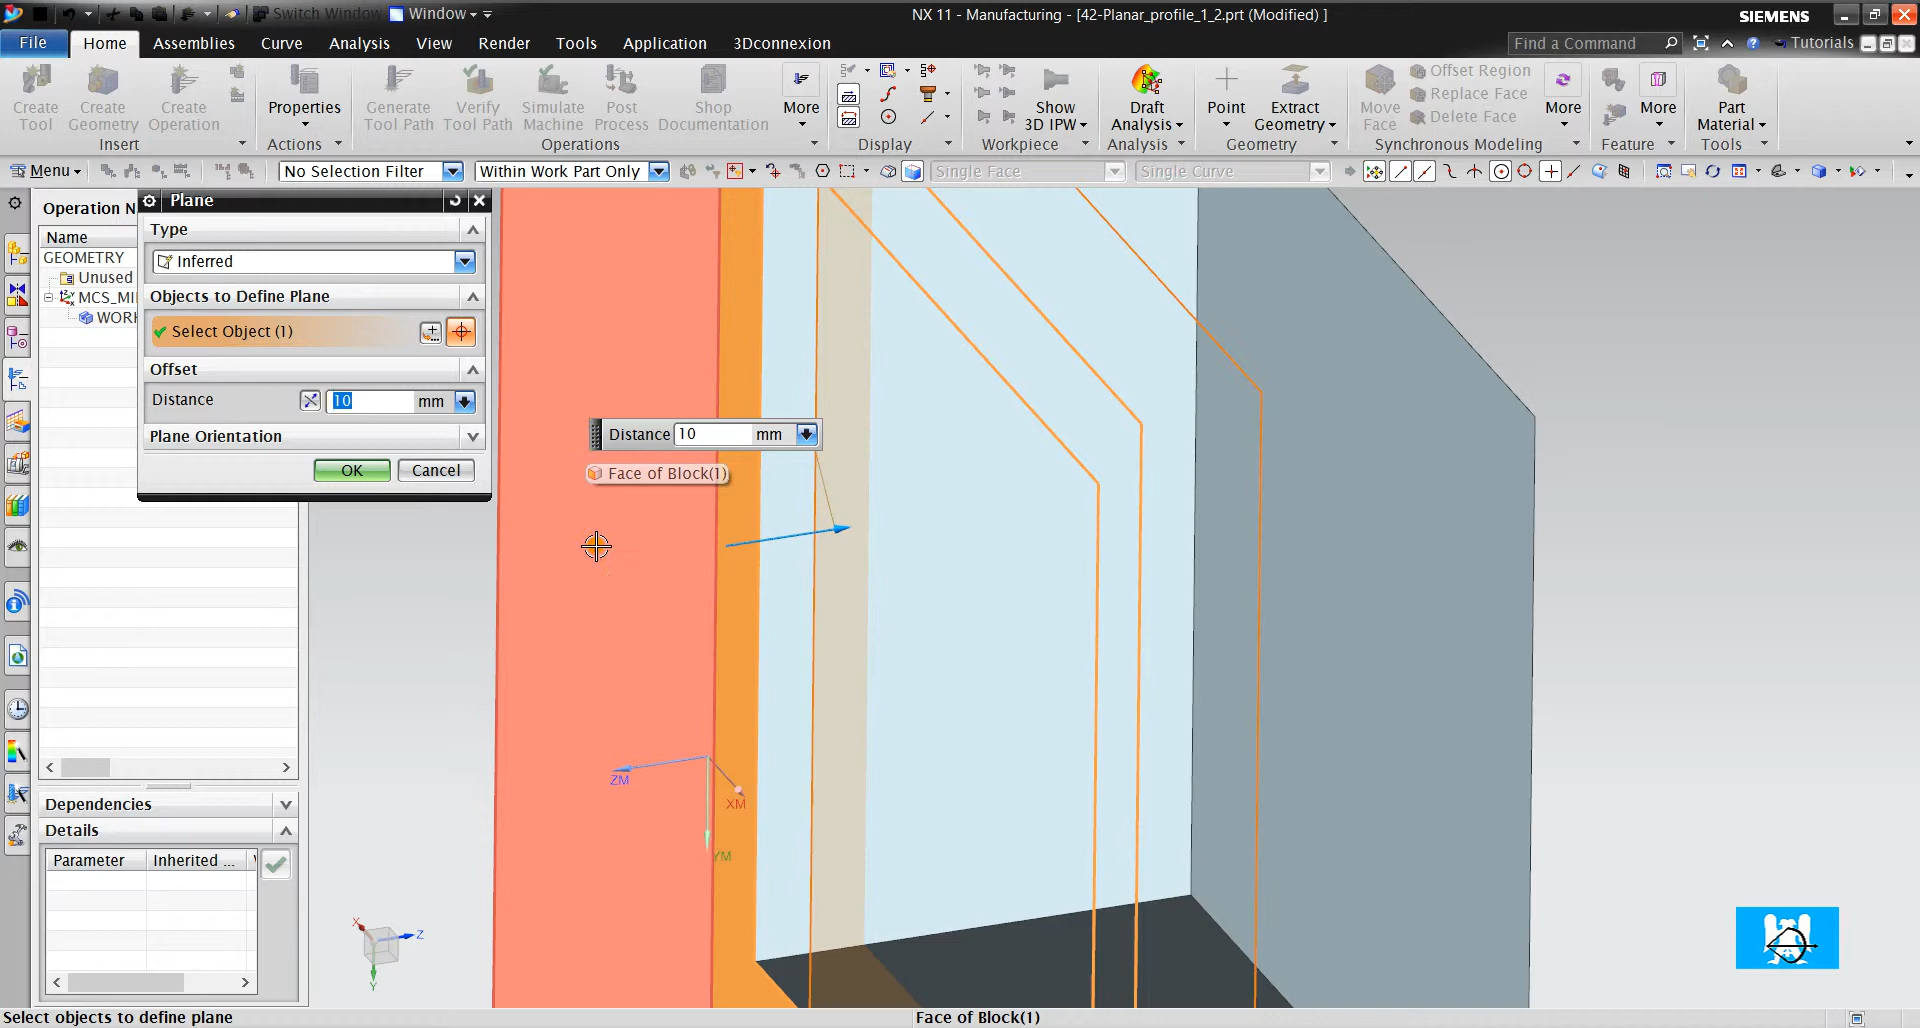 Switch Window
Window
NX 11 - Manufacturing - [42-Planar_profile_1_2.prt (Modified) ]
SIEMENS
File
Home
Assemblies
Curve
Analysis
View
Render
Tools
Application
3Dconnexion
Find a Command
Tutorials
Create
Tool
Create
Geometry
Create
Operation
Properties
Generate
Tool Path
Verify
Tool Path
Simulate
Machine
Post
Process
Shop
Documentation
More
Show
3D IPW
Draft
Analysis
Point
Extract
Geometry
Move
Face
Offset Region
Replace Face
Delete Face
More
More
Part
Material
Insert
Actions
Operations
Display
Workpiece
Analysis
Geometry
Synchronous Modeling
Feature
Tools
Menu
No Selection Filter
Within Work Part Only
Single Face
Single Curve
Operation N
Name
GEOMETRY
Unused
MCS_MI
WORK
Plane
Type
Inferred
Objects to Define Plane
Select Object (1)
Offset
Distance
10
mm
Plane Orientation
OK
Cancel
Distance
10
mm
Face of Block(1)
ZM
XM
YM
X
Z
Y
Dependencies
Details
Parameter
Inherited ...
Select objects to define plane
Face of Block(1)